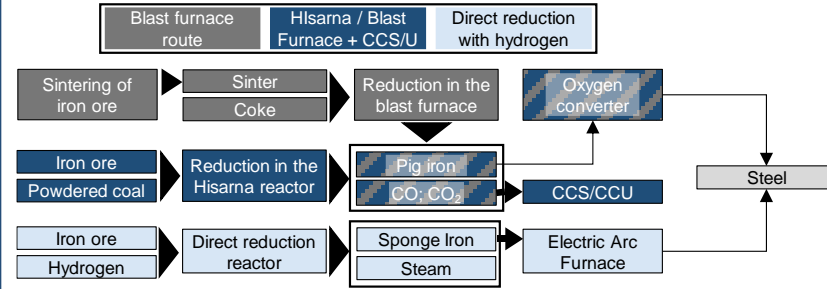 Blast furnace
route
HIsarna / Blast
Furnace + CCS/U
Direct reduction
with hydrogen
Sintering of
iron ore
Sinter
Coke
Reduction in the
blast furnace
Oxygen
converter
Iron ore
Powdered coal
Reduction in the
Hisarna reactor
Pig iron
CO; CO₂
CCS/CCU
Steel
Iron ore
Hydrogen
Direct reduction
reactor
Sponge Iron
Steam
Electric Arc
Furnace